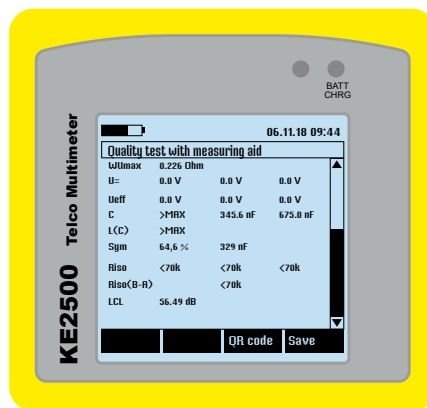 BATT
CHRG
KE2500 Telco Multimeter
06.11.18 09:44
Quality test with measuring aid
WUmax 0.226 Ohm
U= 0.0 V 0.0 V 0.0 V
Ueff 0.0 V 0.0 V 0.0 V
C >MAX 345.6 nF 675.0 nF
L(C) >MAX
Sym 64,6 % 329 nF
Riso <70k <70k <70k
Riso(B-A) <70k
LCL 56.49 dB
QR code Save